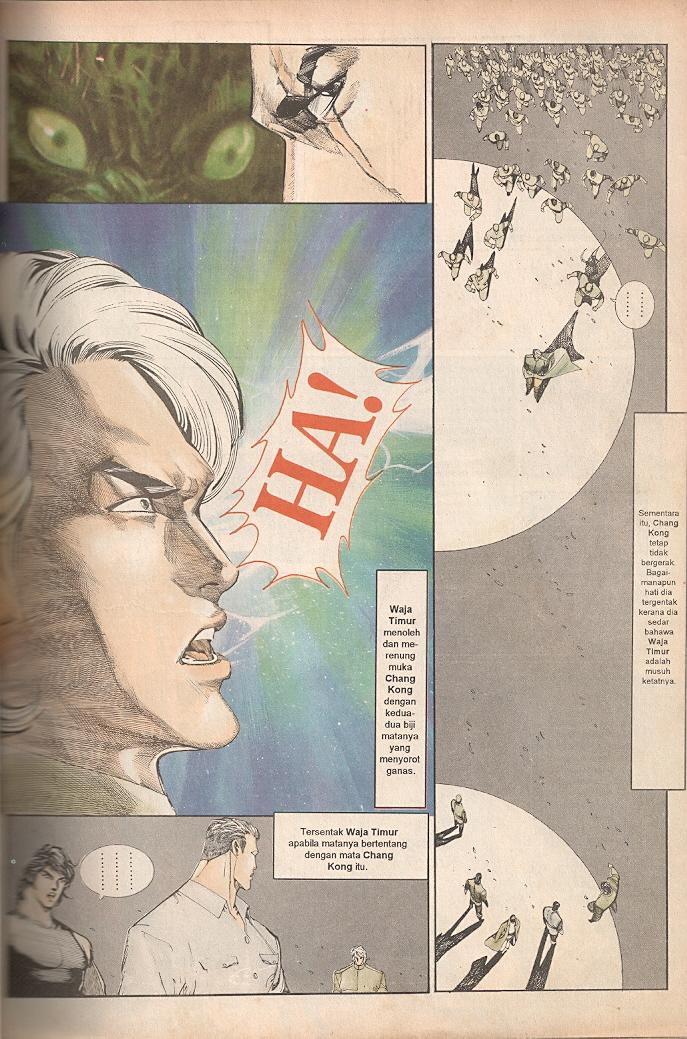 HA!
Waja
Timur
menoleh
dan me-
renung
muka
Chang
Kong
dengan
kedua-
dua biji
matanya
yang
menyorot
ganas.
Tersentak Waja Timur
apabila matanya bertentang
dengan mata Chang
Kong itu.
Sementara
itu, Chang
Kong
tetap
tidak
bergerak.
Bagai-
manapun
hati dia
tergentak
kerana dia
sedar
bahawa
Waja
Timur
adalah
musuh
ketatnya.